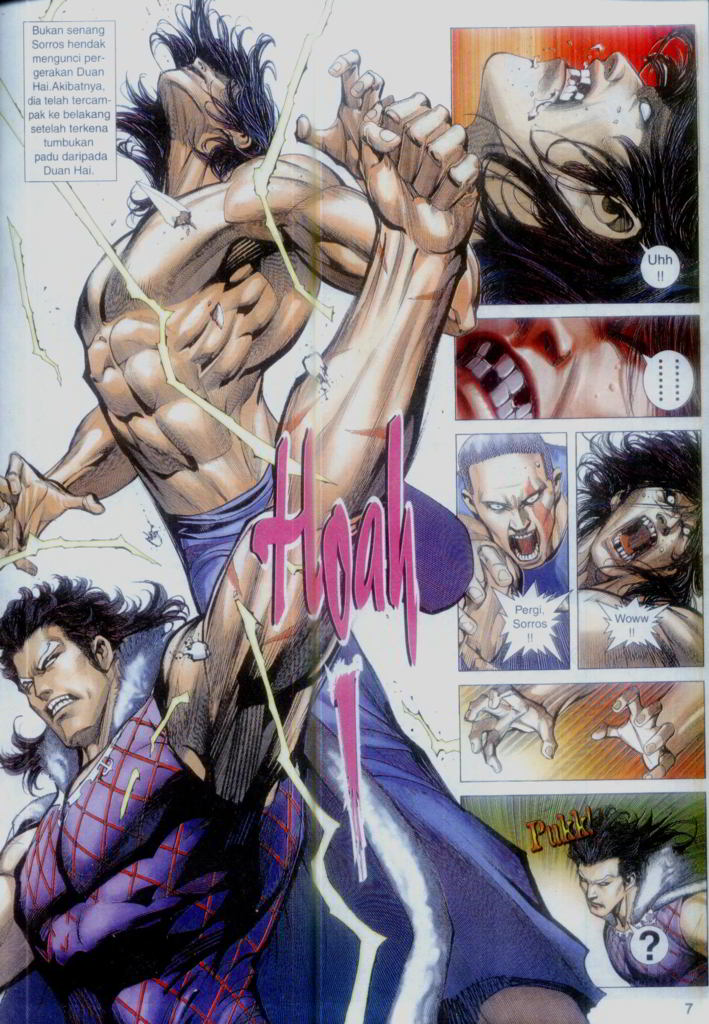 Bukan senang
Sorros hendak
mengunci per-
gerakan Duan
Hai.Akibatnya,
dia telah tercam-
pak ke belakang
setelah terkena
tumbukan
padu daripada
Duan Hai.
Uhh
!!
Hoah
!
Pergi,
Sorros
!!
Woww
!!
Pukk!
?
7